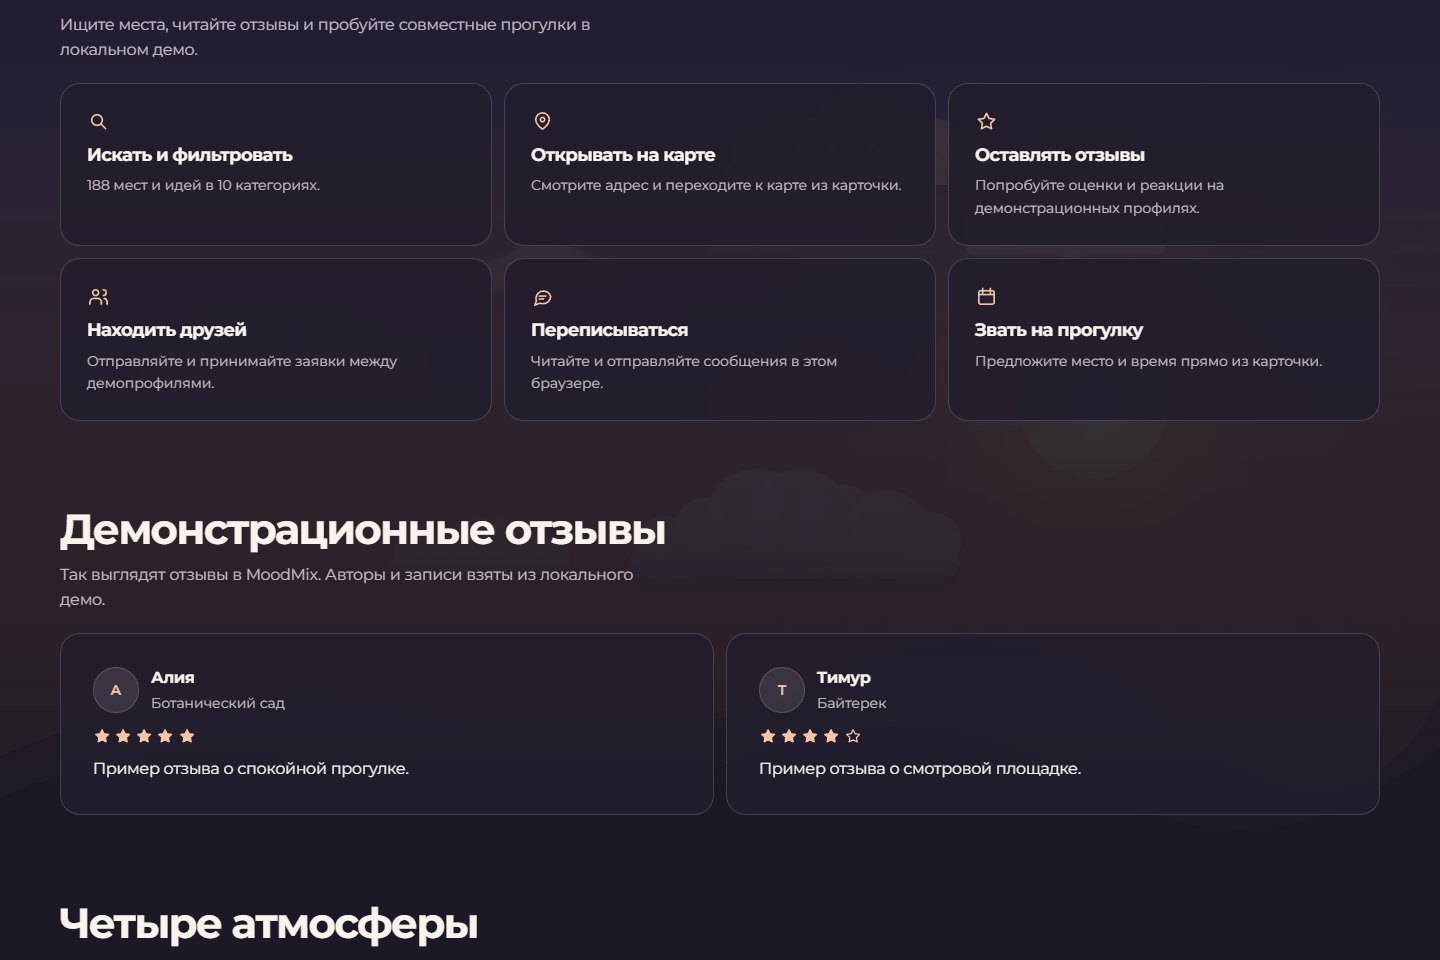 Ищите места, читайте отзывы и пробуйте совместные прогулки в
локальном демо.
Искать и фильтровать
188 мест и идей в 10 категориях.
Открывать на карте
Смотрите адрес и переходите к карте из карточки.
Оставлять отзывы
Попробуйте оценки и реакции на
демонстрационных профилях.
Находить друзей
Отправляйте и принимайте заявки между
демопрофилями.
Переписываться
Читайте и отправляйте сообщения в этом
браузере.
Звать на прогулку
Предложите место и время прямо из карточки.
Демонстрационные отзывы
Так выглядят отзывы в MoodMix. Авторы и записи взяты из локального
демо.
А
Алия
Ботанический сад
Пример отзыва о спокойной прогулке.
Т
Тимур
Байтерек
Пример отзыва о смотровой площадке.
Четыре атмосферы